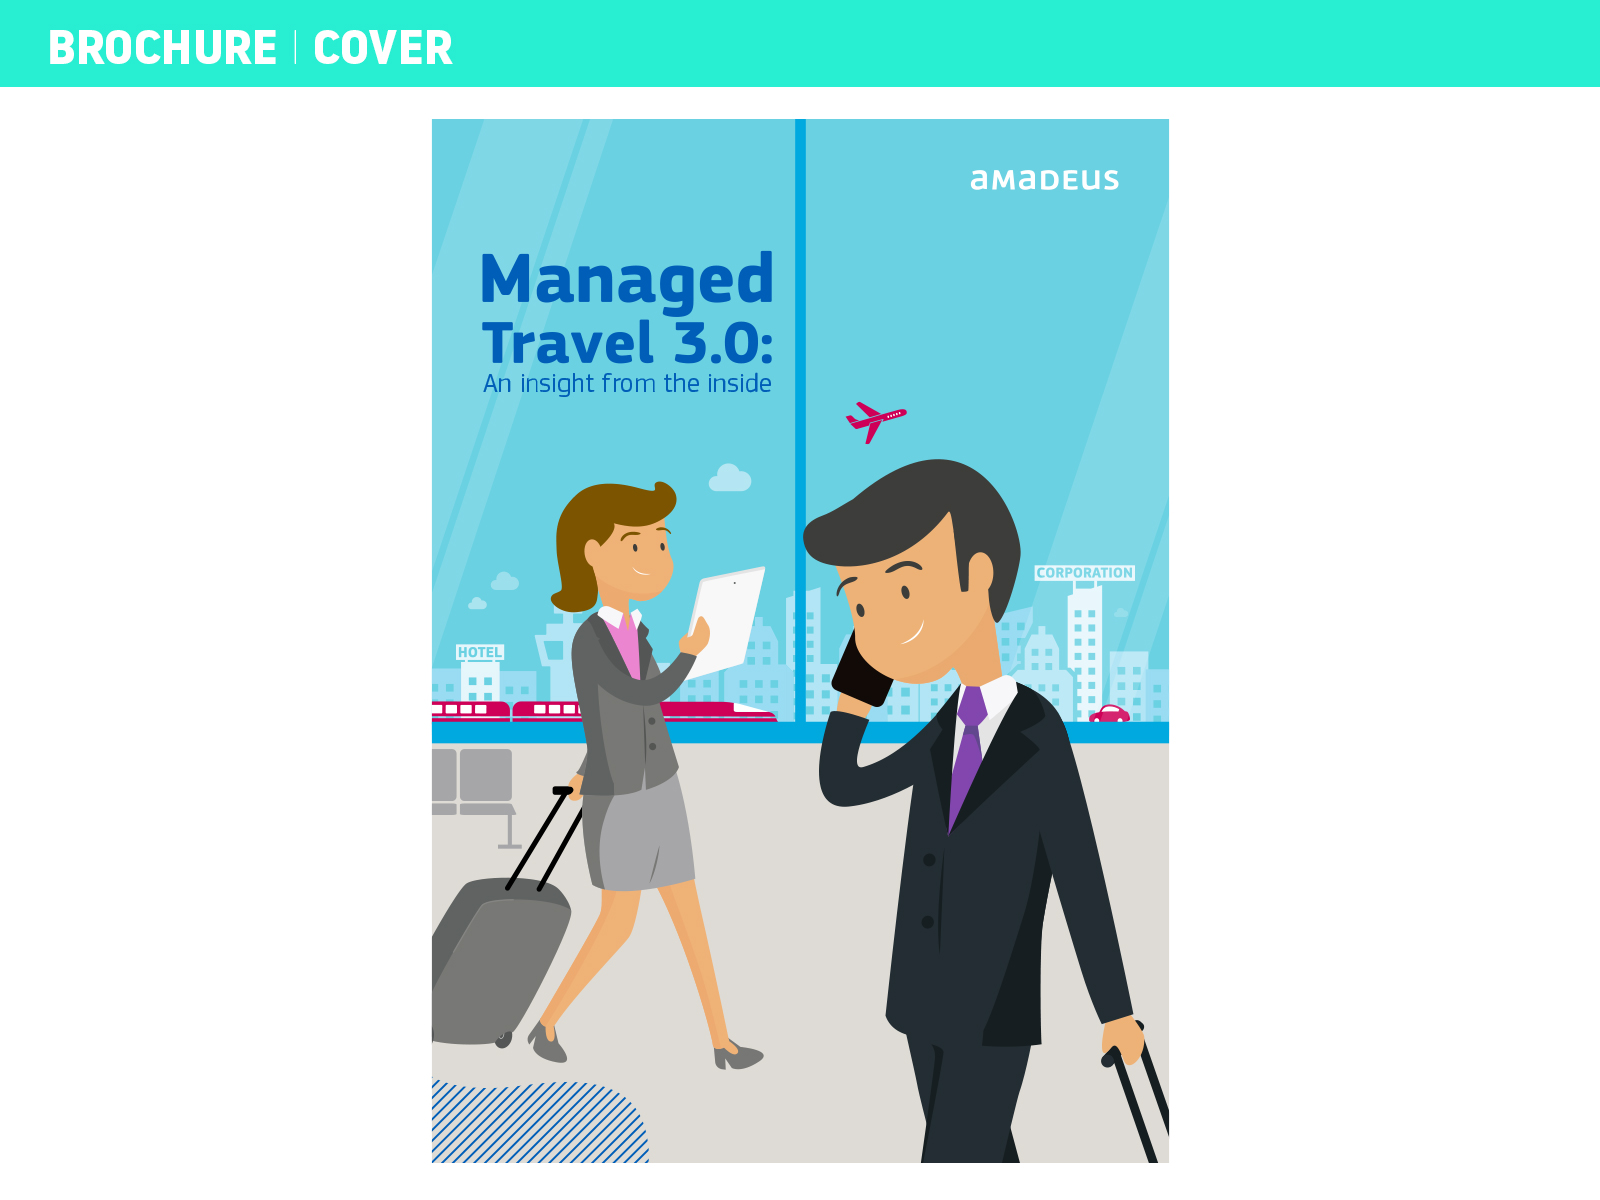 BROCHURE | COVER
aMaDEUS
Managed
Travel 3.0:
An insight from the inside
CORPORATION
HOTEL